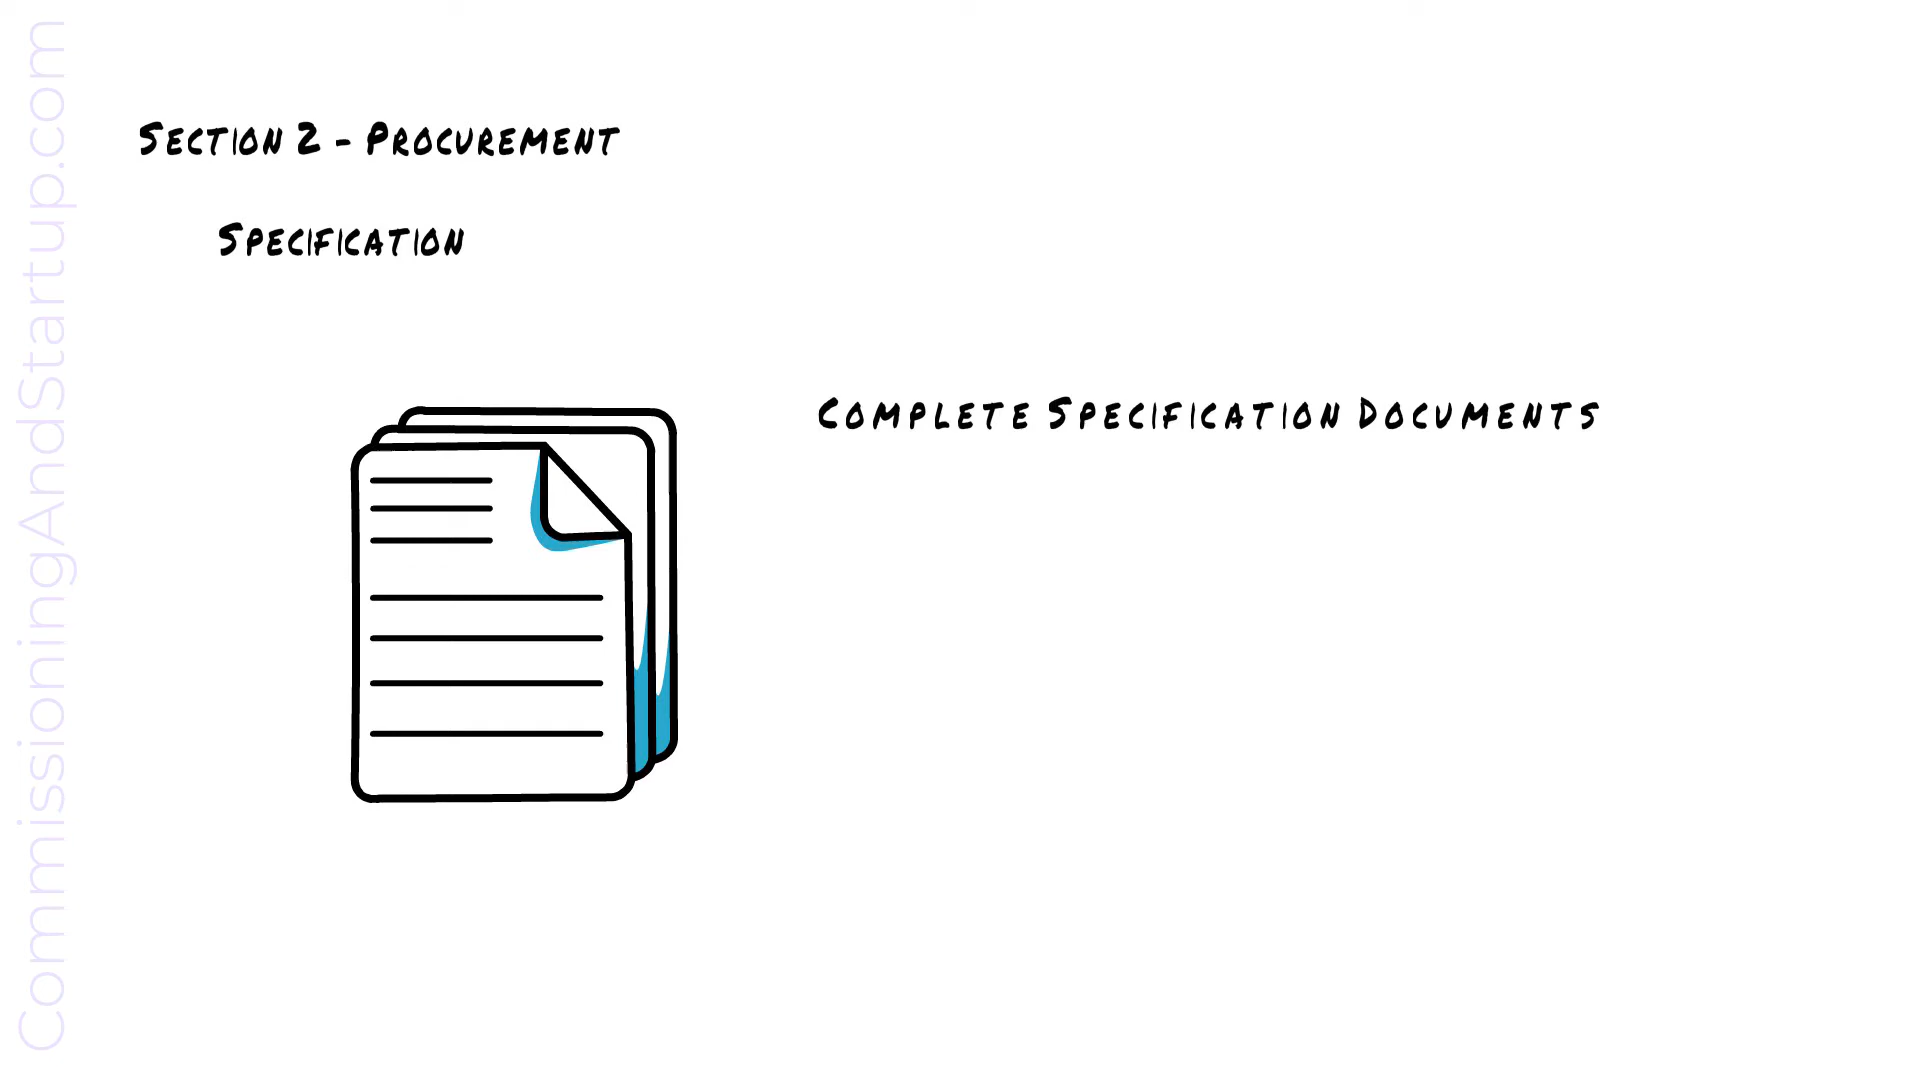 CommissioningAndStartup.com
Section 2 - Procurement
Specification
Complete Specification Documents